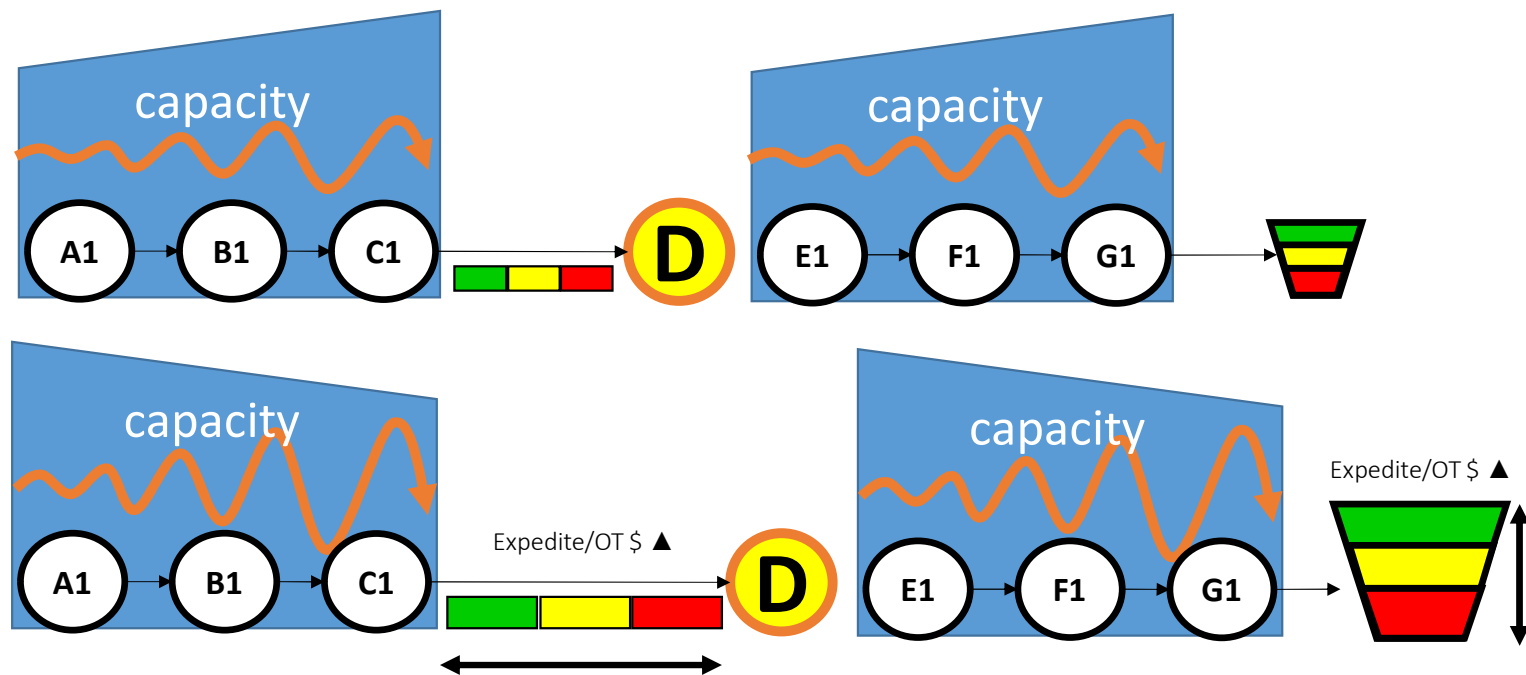 capacity
A1
B1
C1
D
capacity
E1
F1
G1
capacity
A1
B1
C1
Expedite/OT $ ▲
D
capacity
E1
F1
G1
Expedite/OT $ ▲